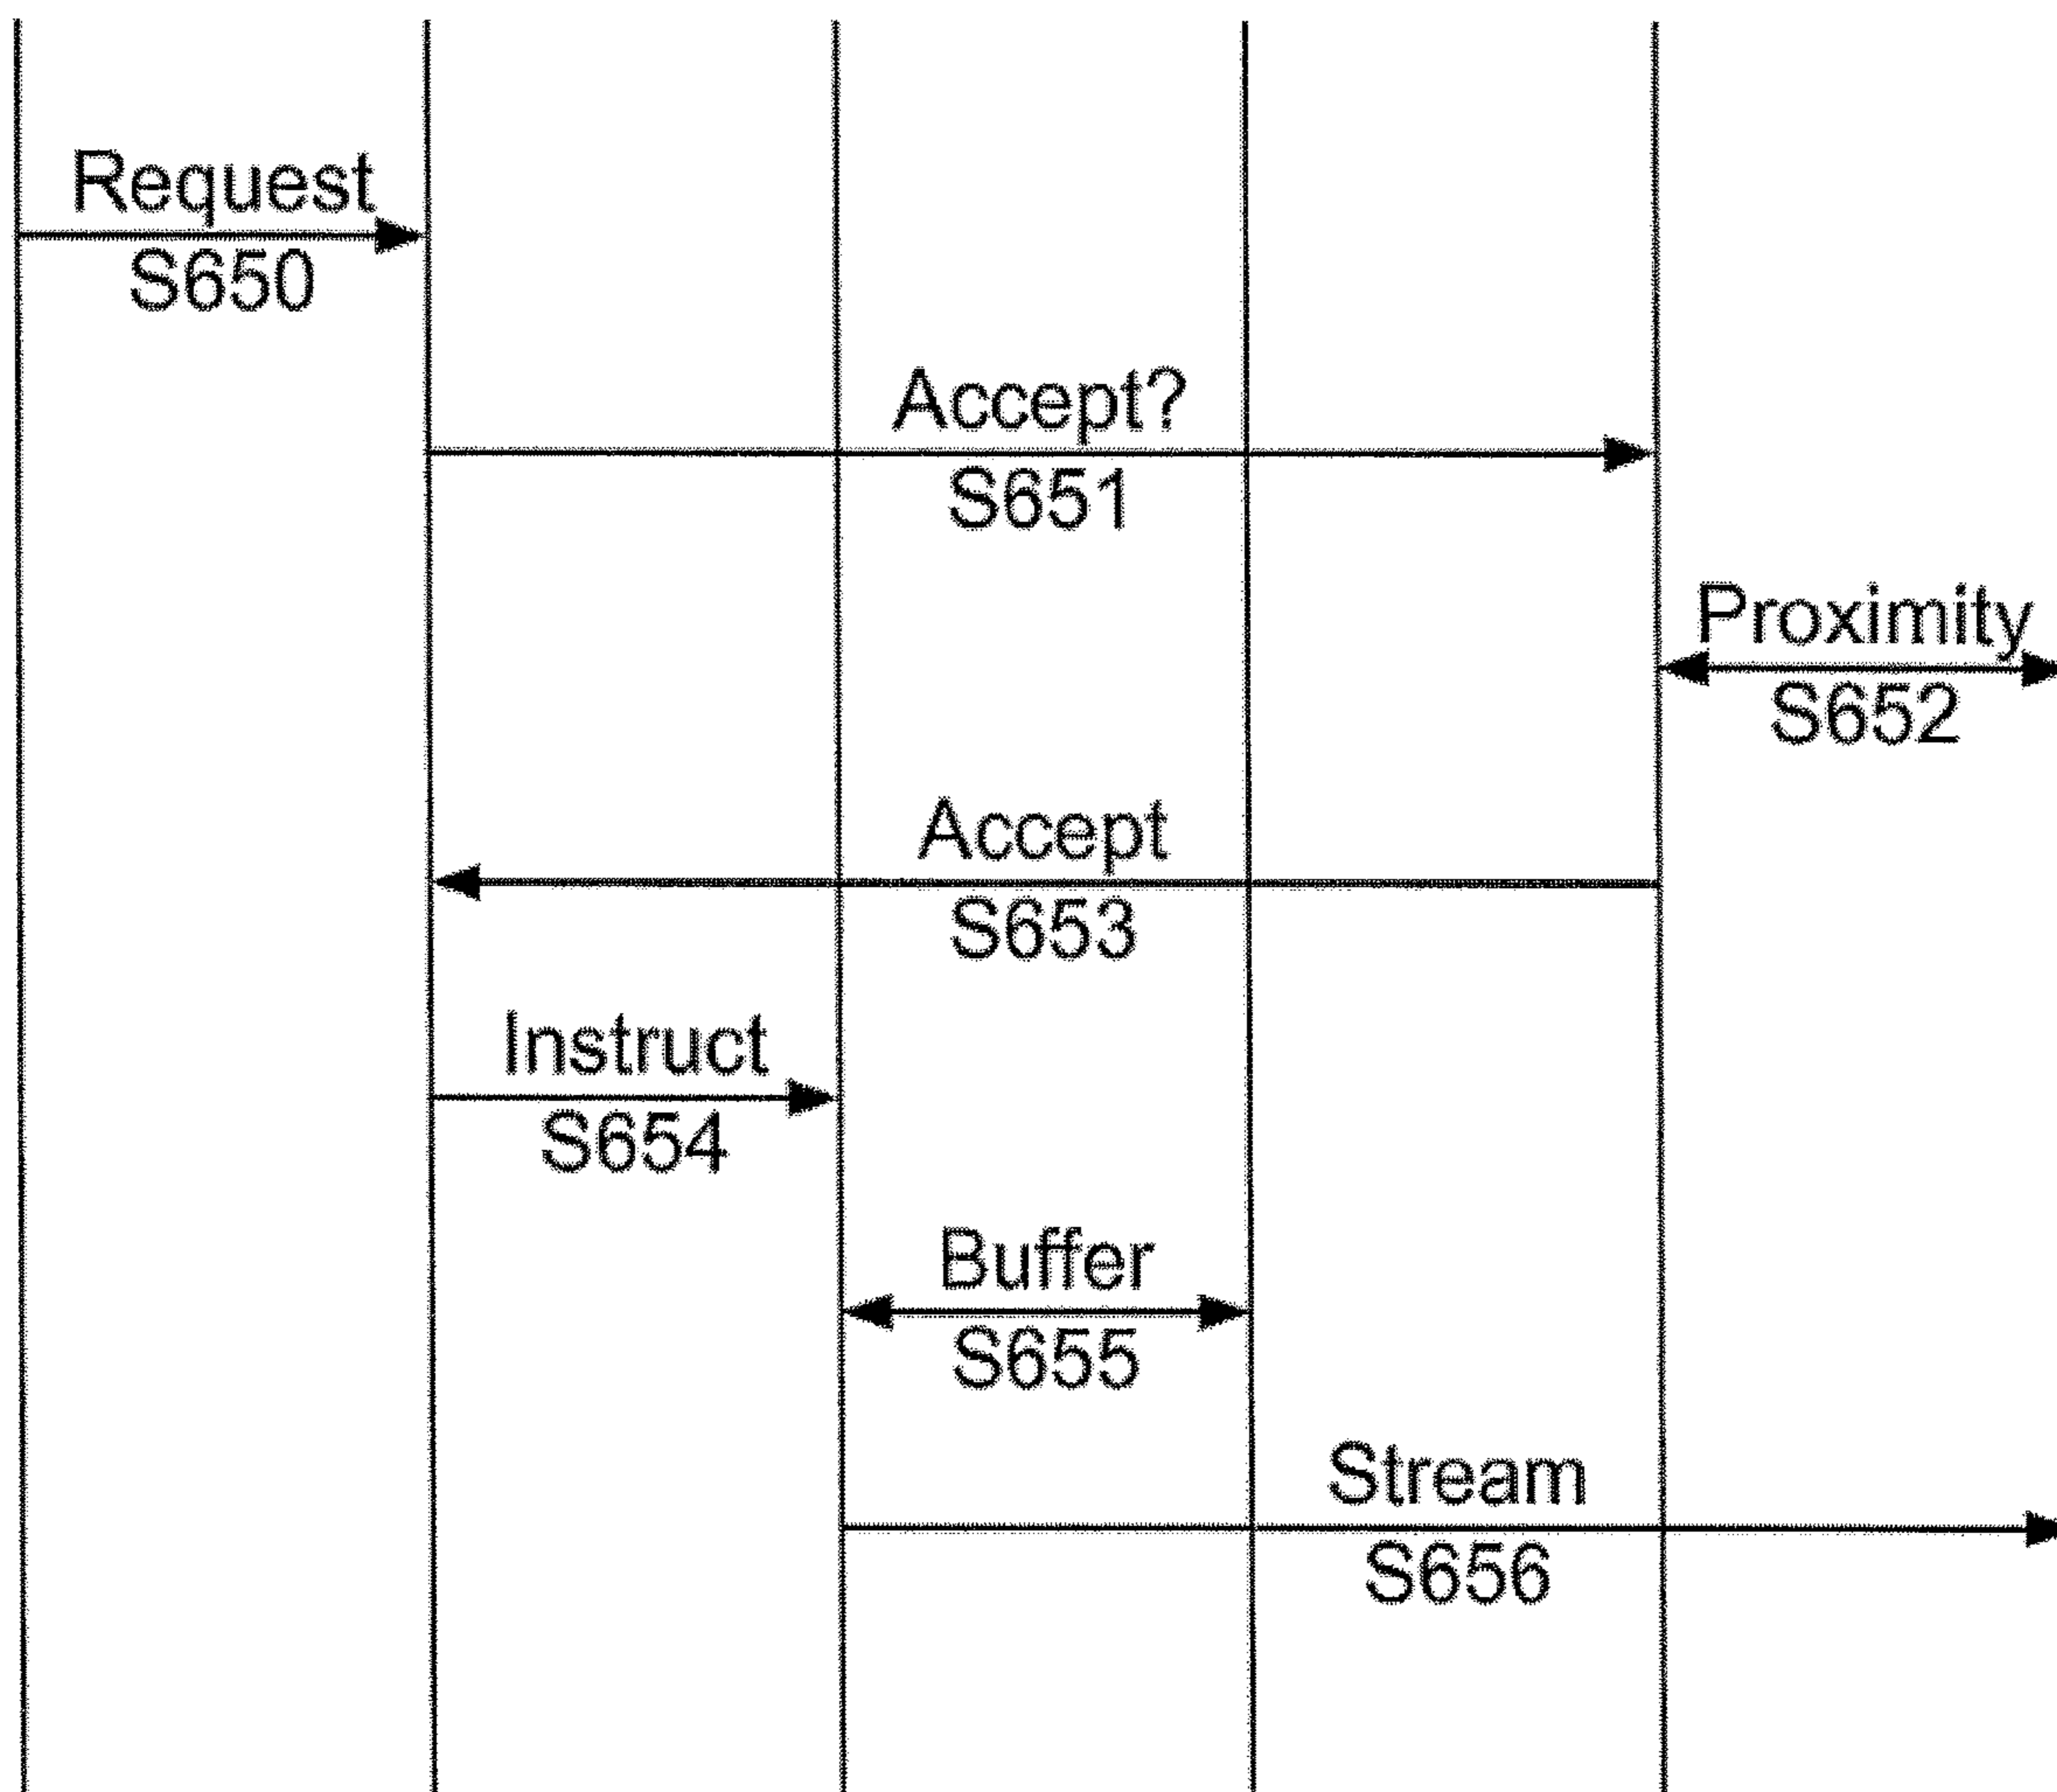 Request
S650
Accept?
S651
Proximity
S652
Accept
S653
Instruct
S654
Buffer
S655
Stream
S656